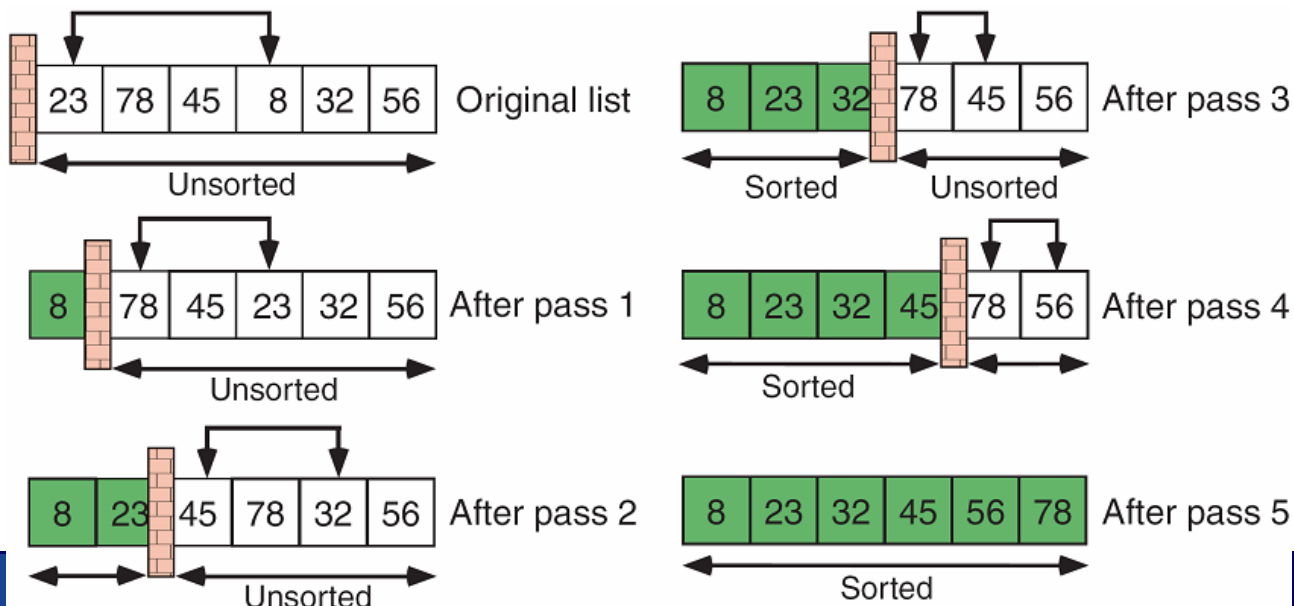 23 78 45 8 32 56 Original list
Unsorted
8 78 45 23 32 56 After pass 1
Unsorted
8 23 45 78 32 56 After pass 2
Unsorted
8 23 32 78 45 56 After pass 3
Sorted Unsorted
8 23 32 45 78 56 After pass 4
Sorted
8 23 32 45 56 78 After pass 5
Sorted